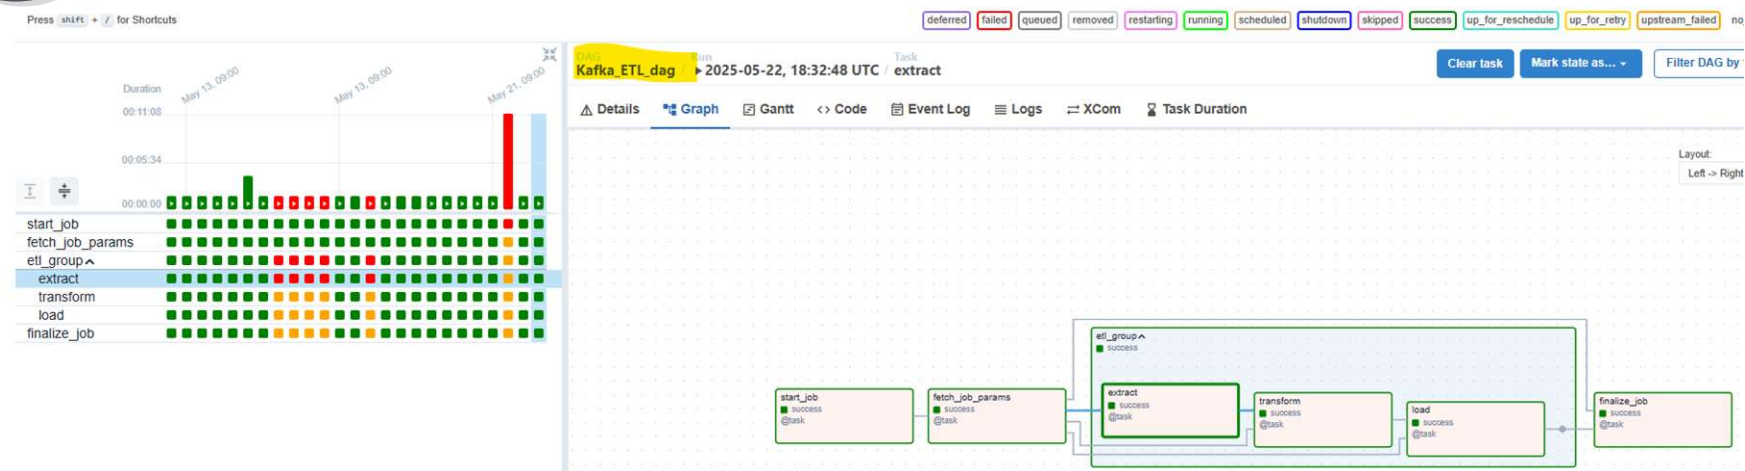 Press shift + / for Shortcuts
deferred failed queued removed restarting running scheduled shutdown skipped success up_for_reschedule up_for_retry upstream_failed
DAG Run Task
Kafka_ETL_dag / 2025-05-22, 18:32:48 UTC / extract
Clear task Mark state as... Filter DAG by
Details Graph Gantt <> Code Event Log Logs XCom Task Duration
Layout:
Left -> Right
May 13, 09:00 May 13, 09:00 May 21, 09:00
Duration
00:11:08
00:05:34
00:00:00
start_job
fetch_job_params
etl_group
extract
transform
load
finalize_job
etl_group
success
start_job
success
@task
fetch_job_params
success
@task
extract
success
@task
transform
success
@task
load
success
@task
finalize_job
success
@task